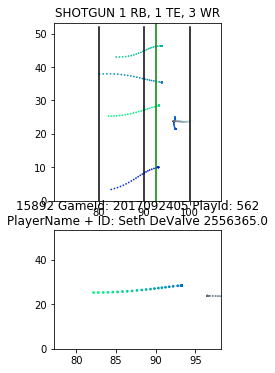 SHOTGUN 1 RB, 1 TE, 3 WR
50
40
30
20
10
0
80 90 100
15892 GameId: 2017092405 PlayId: 562
PlayerName + ID: Seth DeValve 2556365.0
40
20
0
80 85 90 95